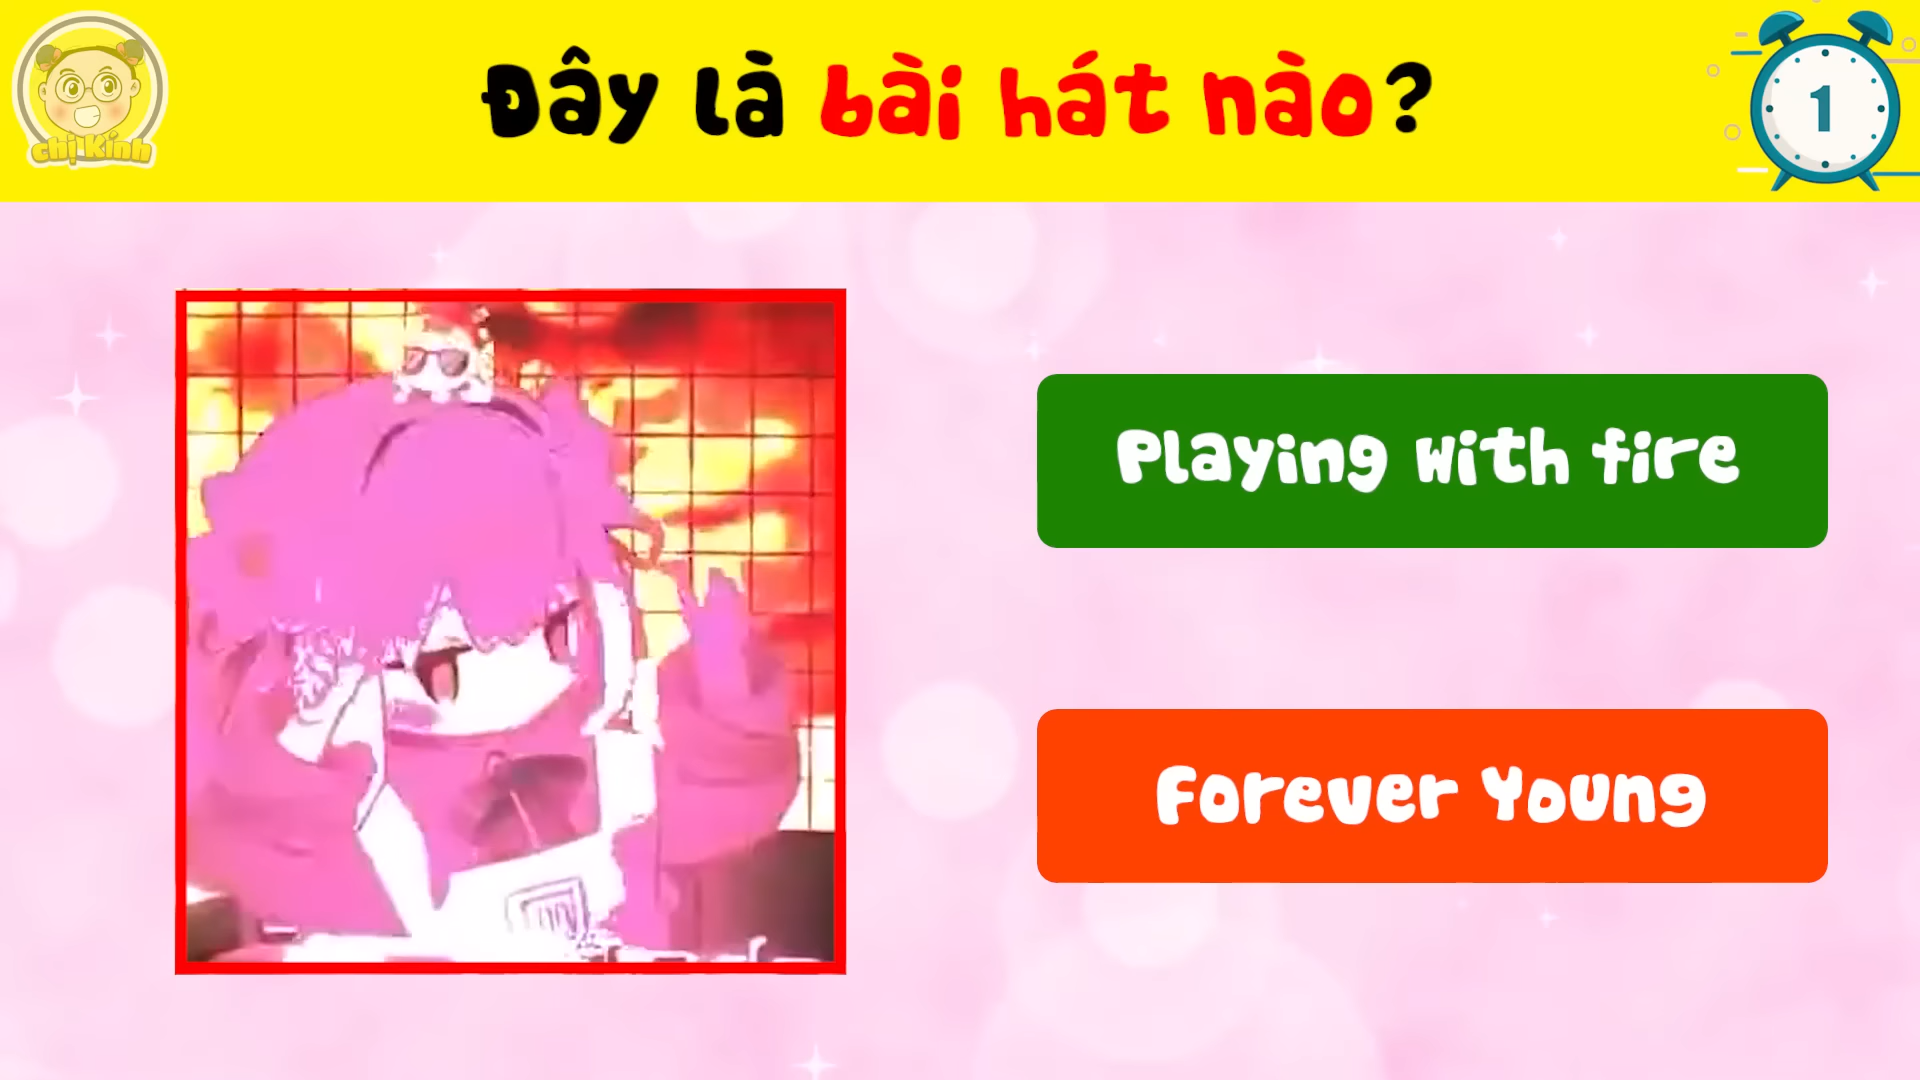 Đây là bài hát nào?
chị Kính
1
Playing with fire
Forever Young